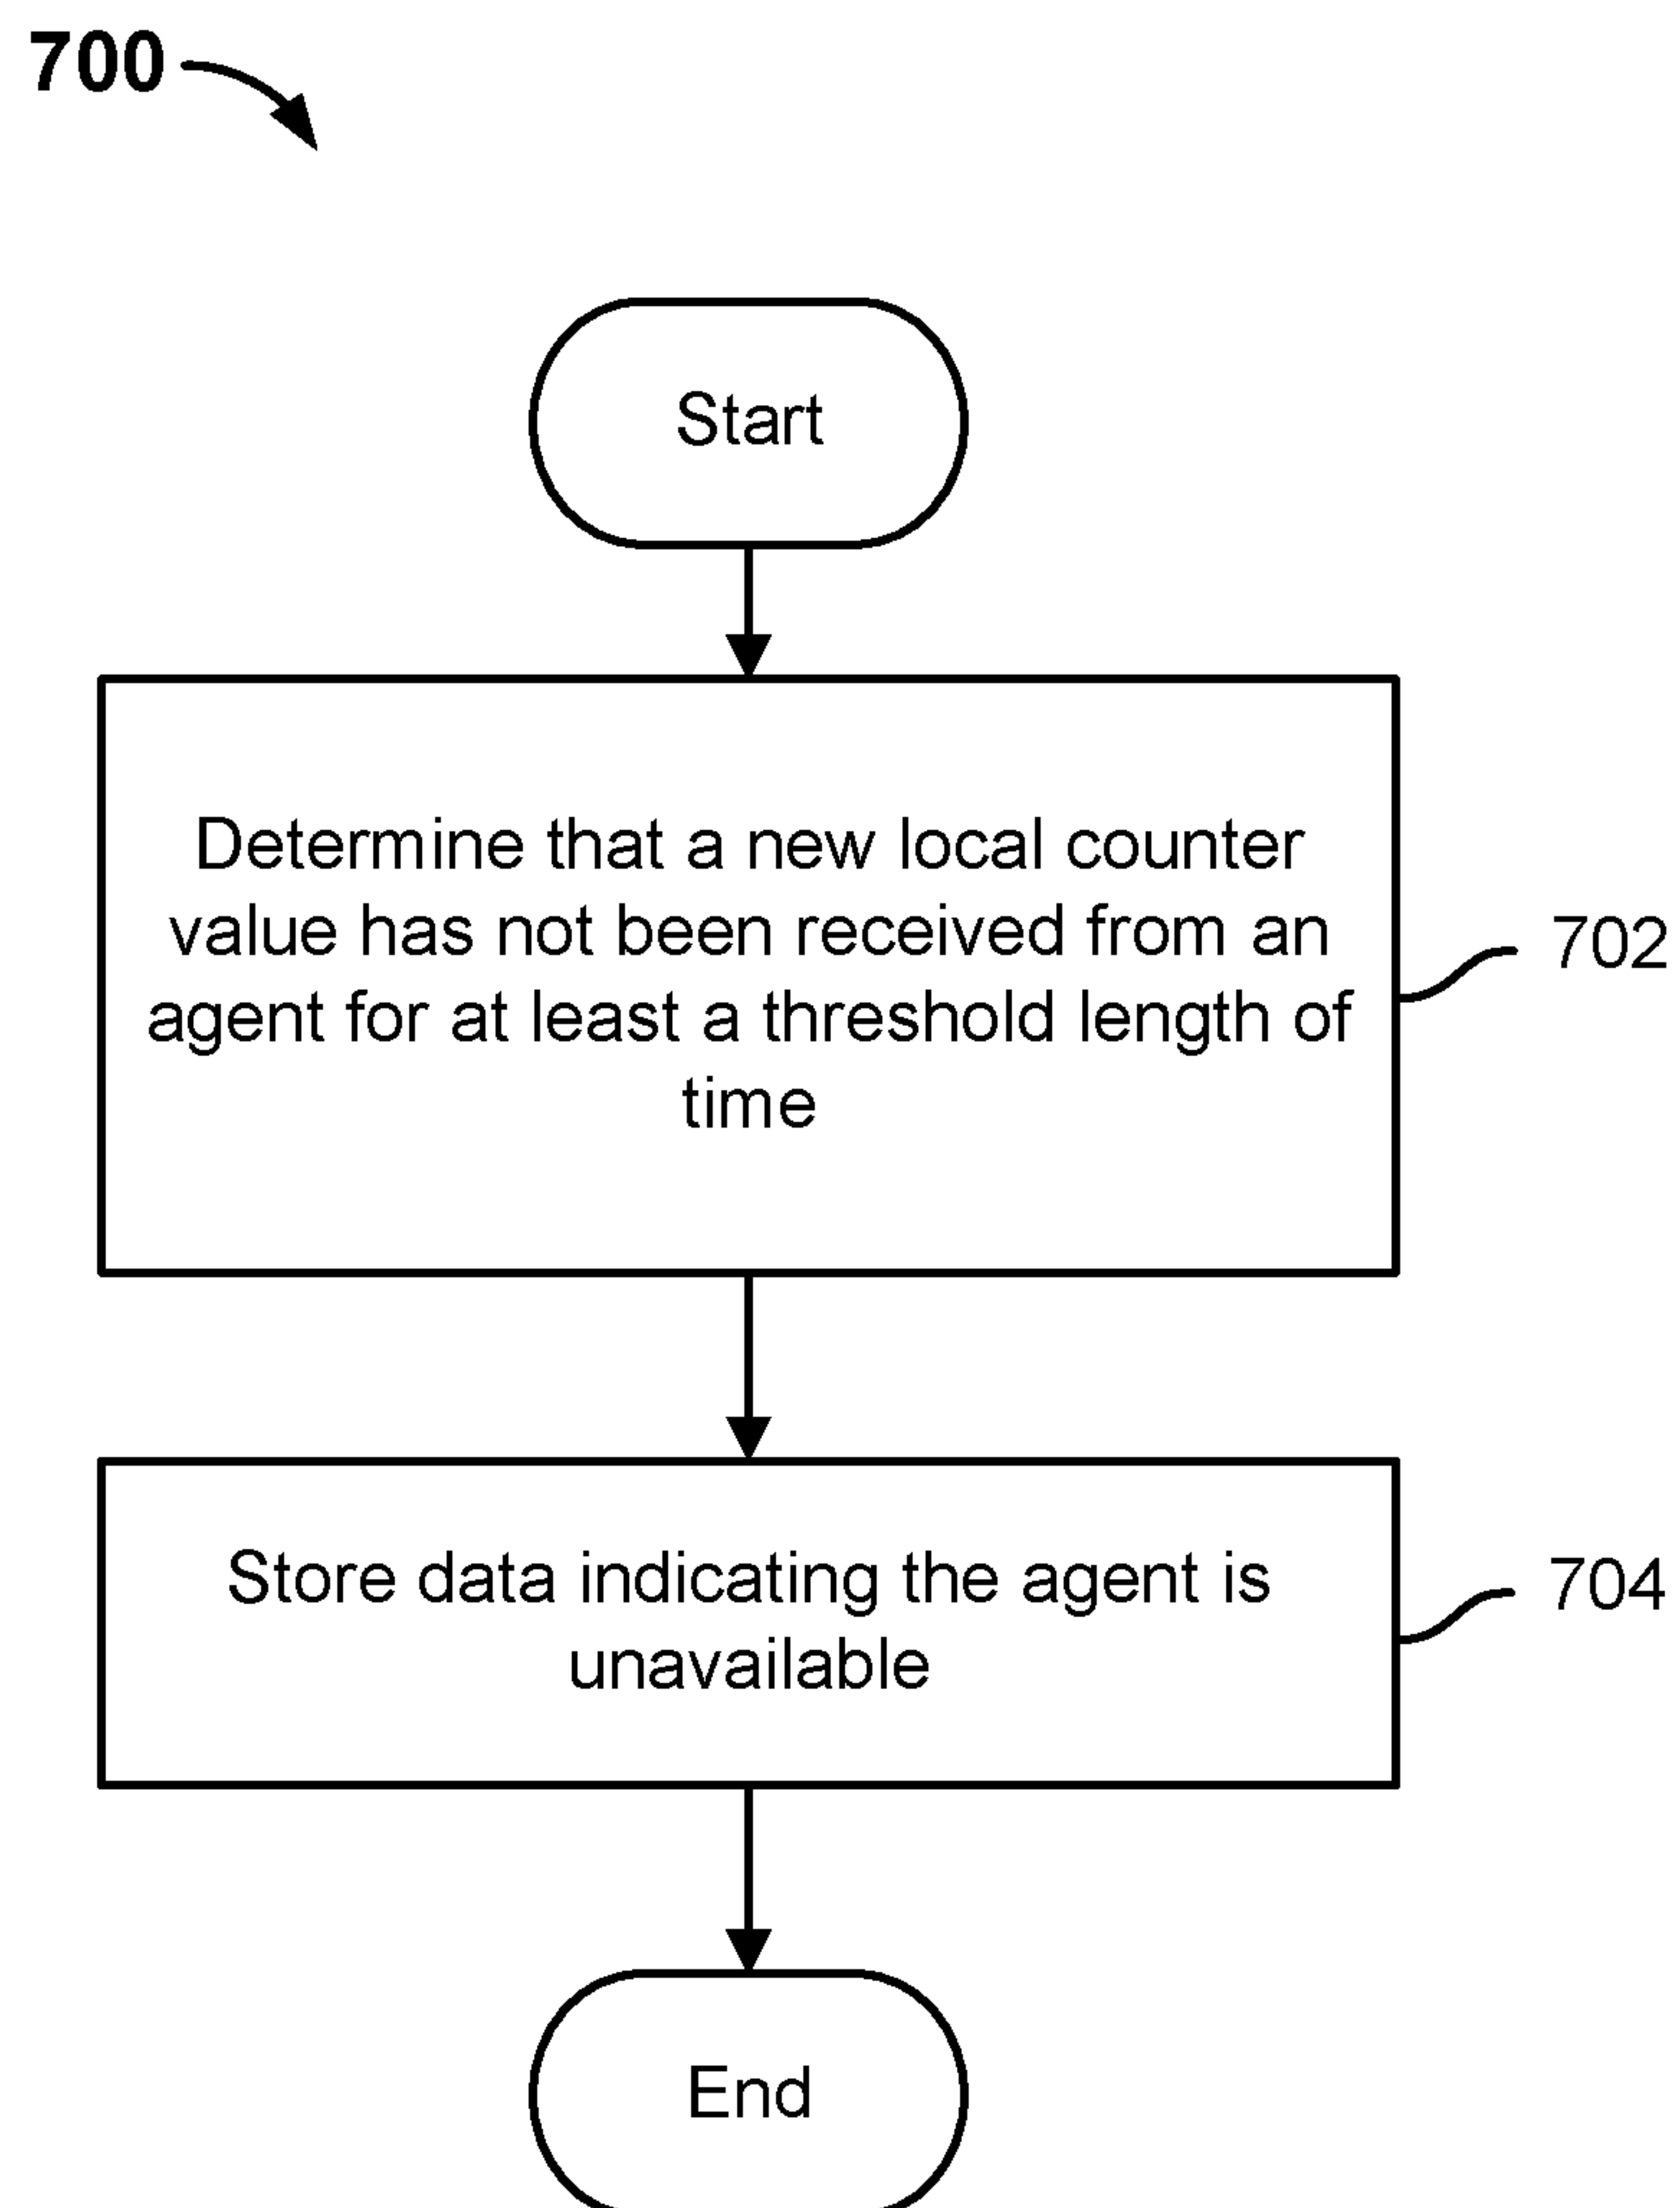 700
Start
Determine that a new local counter
value has not been received from an
agent for at least a threshold length of
time
702
Store data indicating the agent is
unavailable
704
End